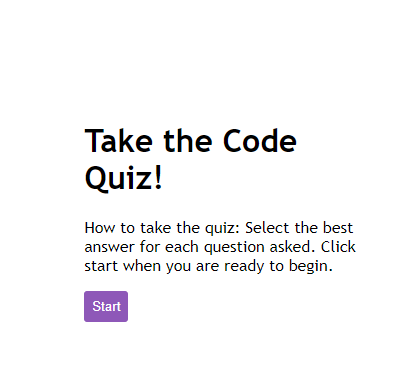 Take the Code
Quiz!
How to take the quiz: Select the best
answer for each question asked. Click
start when you are ready to begin.
Start